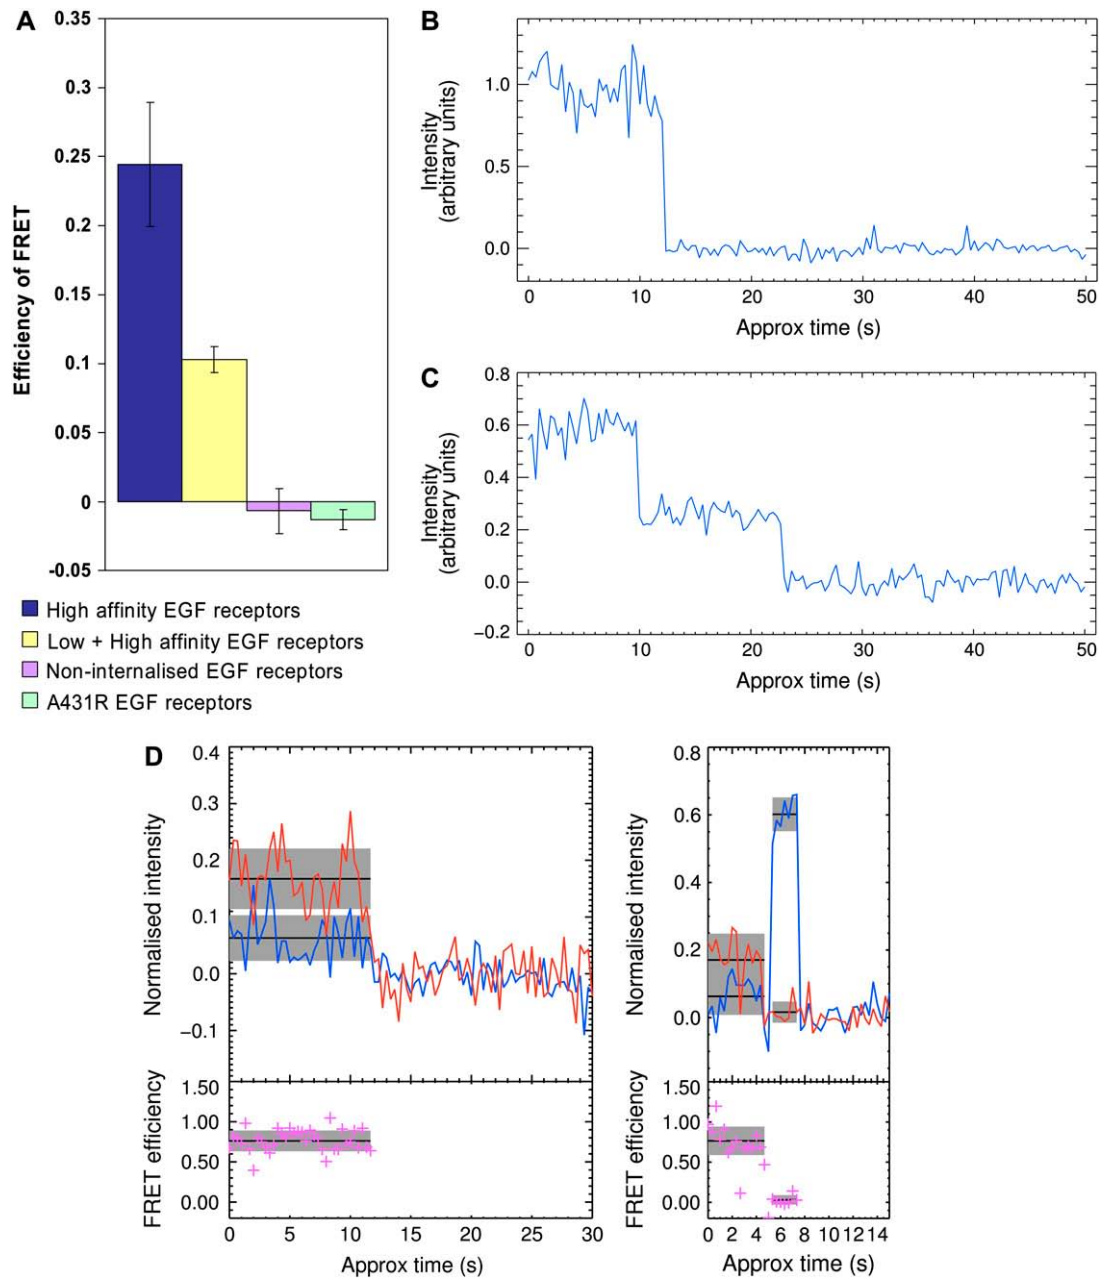 A
0.35
0.3
0.25
0.2
0.15
0.1
0.05
0
-0.05
Efficiency of FRET
High affinity EGF receptors
Low + High affinity EGF receptors
Non-internalised EGF receptors
A431R EGF receptors
B
Intensity
(arbitrary units)
1.0
0.5
0.0
0 10 20 30 40 50
Approx time (s)
C
Intensity
(arbitrary units)
0.8
0.6
0.4
0.2
0.0
−0.2
0 10 20 30 40 50
Approx time (s)
D
Normalised intensity
0.4
0.3
0.2
0.1
0.0
−0.1
FRET efficiency
1.50
1.00
0.50
0.00
0 5 10 15 20 25 30
Approx time (s)
Normalised intensity
0.8
0.6
0.4
0.2
0.0
FRET efficiency
1.50
1.00
0.50
0.00
0 2 4 6 8 10 12 14
Approx time (s)